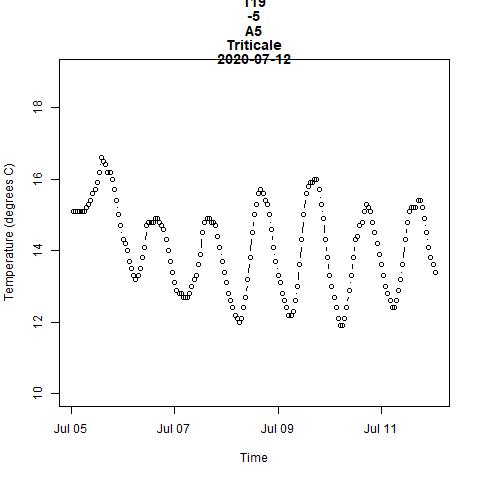 T19
-5
A5
Triticale
2020-07-12
18
16
14
12
10
Temperature (degrees C)
Jul 05
Jul 07
Jul 09
Jul 11
Time